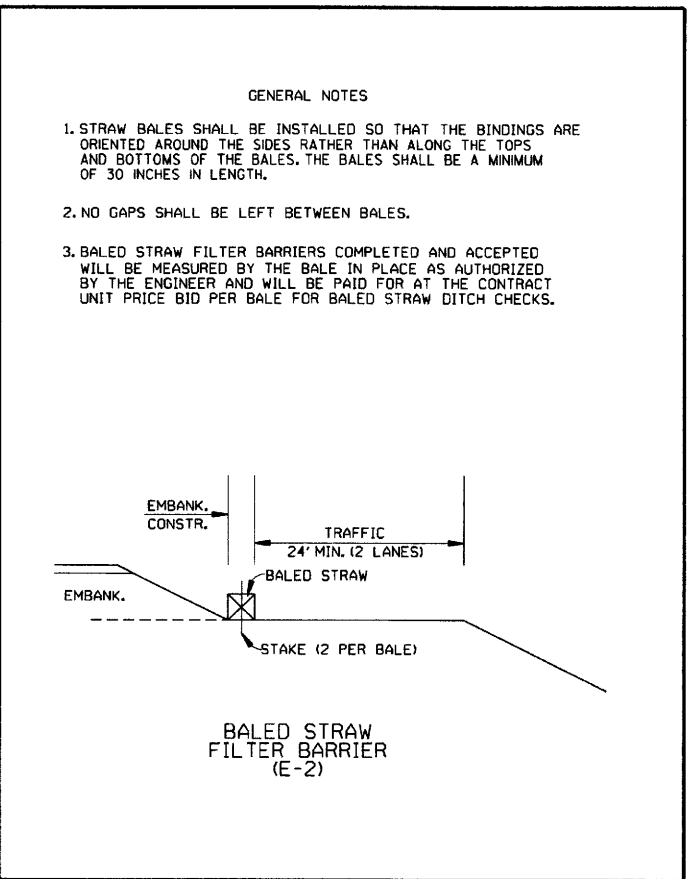 GENERAL NOTES
1. STRAW BALES SHALL BE INSTALLED SO THAT THE BINDINGS ARE
ORIENTED AROUND THE SIDES RATHER THAN ALONG THE TOPS
AND BOTTOMS OF THE BALES. THE BALES SHALL BE A MINIMUM
OF 30 INCHES IN LENGTH.
2. NO GAPS SHALL BE LEFT BETWEEN BALES.
3. BALED STRAW FILTER BARRIERS COMPLETED AND ACCEPTED
WILL BE MEASURED BY THE BALE IN PLACE AS AUTHORIZED
BY THE ENGINEER AND WILL BE PAID FOR AT THE CONTRACT
UNIT PRICE BID PER BALE FOR BALED STRAW DITCH CHECKS.
EMBANK.
CONSTR.
TRAFFIC
24' MIN. (2 LANES)
BALED STRAW
EMBANK.
STAKE (2 PER BALE)
BALED STRAW
FILTER BARRIER
(E-2)